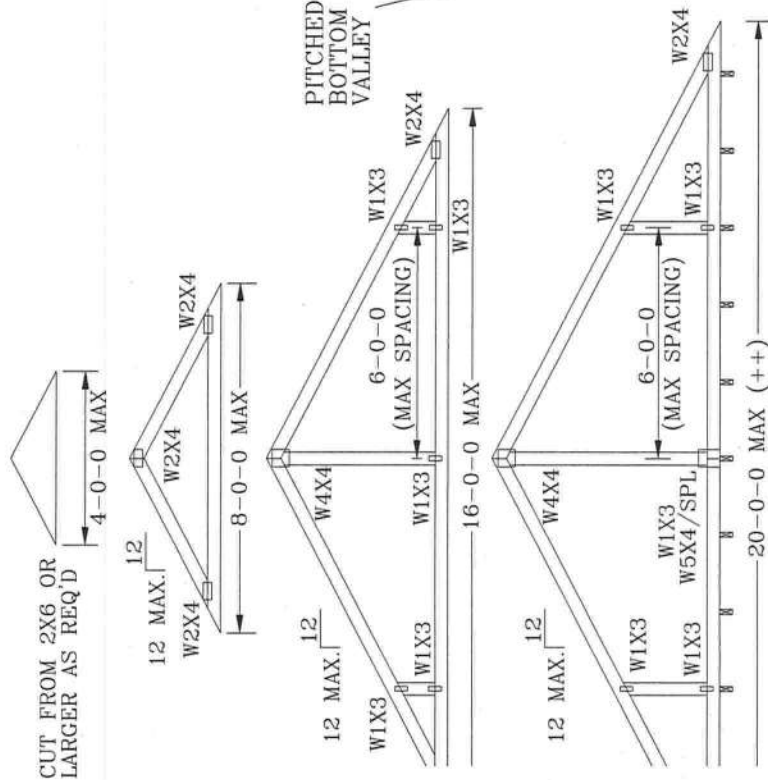 CUT FROM 2X6 OR
LARGER AS REQ'D
4-0-0 MAX
12
12 MAX.
W2X4
W2X4
W2X4
8-0-0 MAX
PITCHED
BOTTOM
VALLEY
12
12 MAX.
W1X3
W1X3
W4X4
W1X3
6-0-0
(MAX SPACING)
W1X3
W2X4
W1X3
16-0-0 MAX
12
12 MAX.
W1X3
W1X3
W4X4
W1X3
W5X4/SPL
6-0-0
(MAX SPACING)
W1X3
W1X3
W2X4
20-0-0 MAX (++)